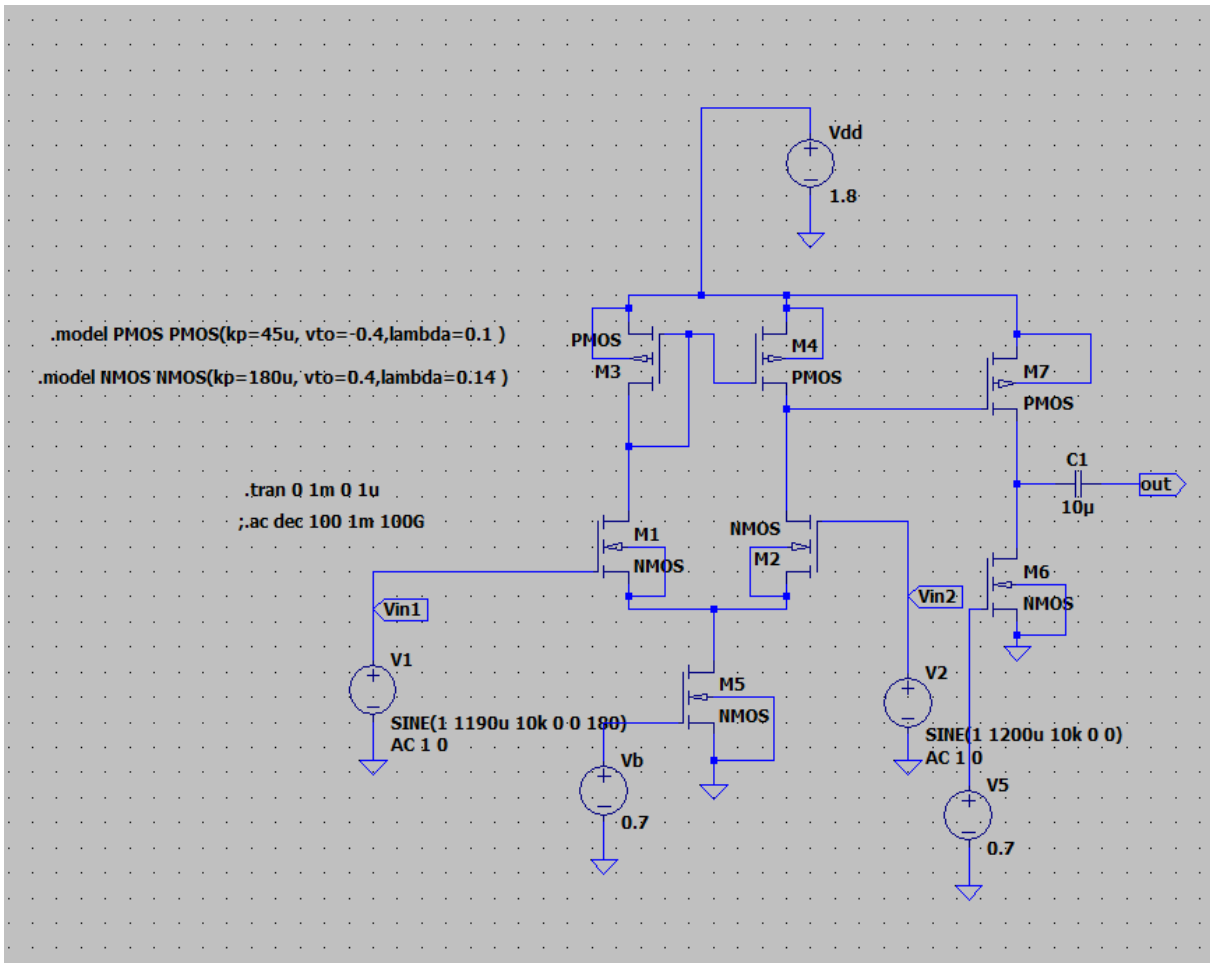 Vdd
1.8
.model PMOS PMOS(kp=45u, vto=-0.4,lambda=0.1 )
PMOS
M4
M3
PMOS
M7
PMOS
.model NMOS NMOS(kp=180u, vto=0.4,lambda=0.14 )
C1
out
10µ
.tran 0 1m 0 1u
;.ac dec 100 1m 100G
M1
NMOS
NMOS
M2
M6
NMOS
Vin1
Vin2
V1
SINE(1 1190u 10k 0 0 180)
AC 1 0
M5
NMOS
V2
SINE(1 1200u 10k 0 0)
AC 1 0
Vb
0.7
V5
0.7